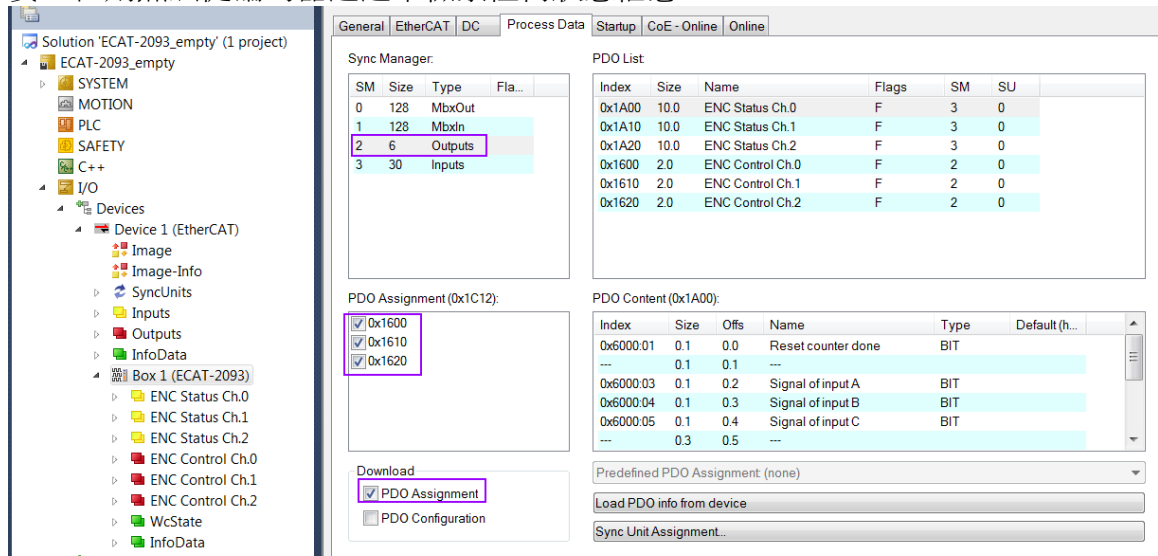 General EtherCAT DC Process Data Startup CoE - Online Online
Solution 'ECAT-2093_empty' (1 project)
ECAT-2093_empty
SYSTEM
MOTION
PLC
SAFETY
C++
I/O
Devices
Device 1 (EtherCAT)
Image
Image-Info
SyncUnits
Inputs
Outputs
InfoData
Box 1 (ECAT-2093)
ENC Status Ch.0
ENC Status Ch.1
ENC Status Ch.2
ENC Control Ch.0
ENC Control Ch.1
ENC Control Ch.2
WcState
InfoData
Sync Manager:
SM Size Type Fla...
0 128 MbxOut
1 128 MbxIn
2 6 Outputs
3 30 Inputs
PDO List:
Index Size Name Flags SM SU
0x1A00 10.0 ENC Status Ch.0 F 3 0
0x1A10 10.0 ENC Status Ch.1 F 3 0
0x1A20 10.0 ENC Status Ch.2 F 3 0
0x1600 2.0 ENC Control Ch.0 F 2 0
0x1610 2.0 ENC Control Ch.1 F 2 0
0x1620 2.0 ENC Control Ch.2 F 2 0
PDO Assignment (0x1C12):
0x1600
0x1610
0x1620
PDO Content (0x1A00):
Index Size Offs Name Type Default (h...
0x6000:01 0.1 0.0 Reset counter done BIT
--- 0.1 0.1 ---
0x6000:03 0.1 0.2 Signal of input A BIT
0x6000:04 0.1 0.3 Signal of input B BIT
0x6000:05 0.1 0.4 Signal of input C BIT
--- 0.3 0.5 ---
Download
PDO Assignment
PDO Configuration
Predefined PDO Assignment: (none)
Load PDO info from device
Sync Unit Assignment...